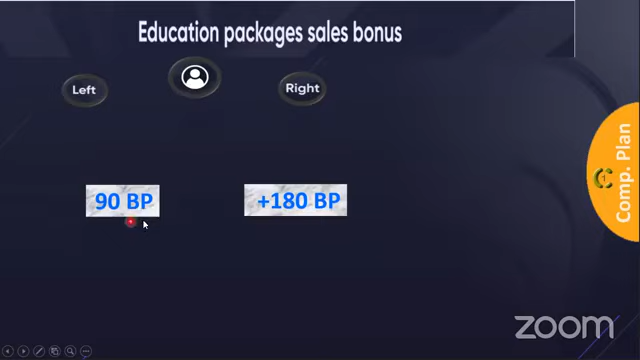 Education packages sales bonus
Left
Right
90 BP
+180 BP
Comp. Plan
zoom